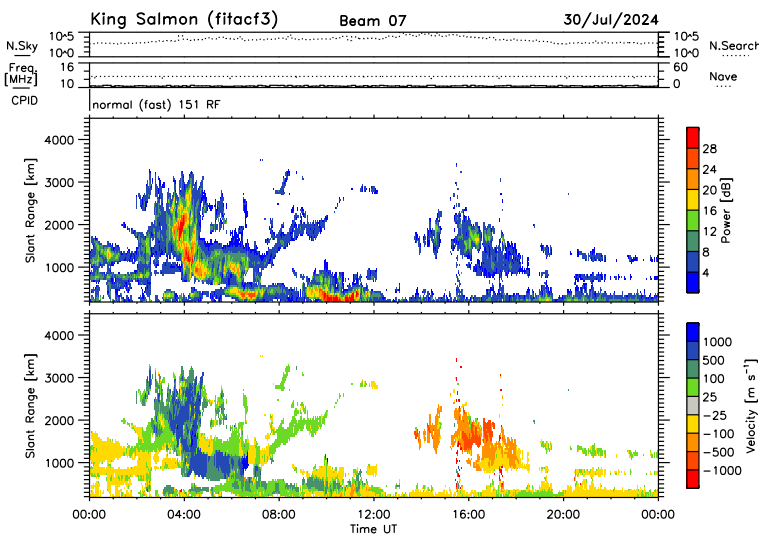 King Salmon (fitacf3) Beam 07 30/Jul/2024
N.Sky 10^5 10^0 10^5 10^0 N.Search
Freq. [MHz] 16 10 60 0 Nave
CPID normal (fast) 151 RF
Slant Range [km] 4000 3000 2000 1000
28 24 20 16 12 8 4 Power [dB]
Slant Range [km] 4000 3000 2000 1000
1000 500 100 25 −25 −100 −500 −1000 Velocity [m s⁻¹]
00:00 04:00 08:00 12:00 16:00 20:00 00:00
Time UT